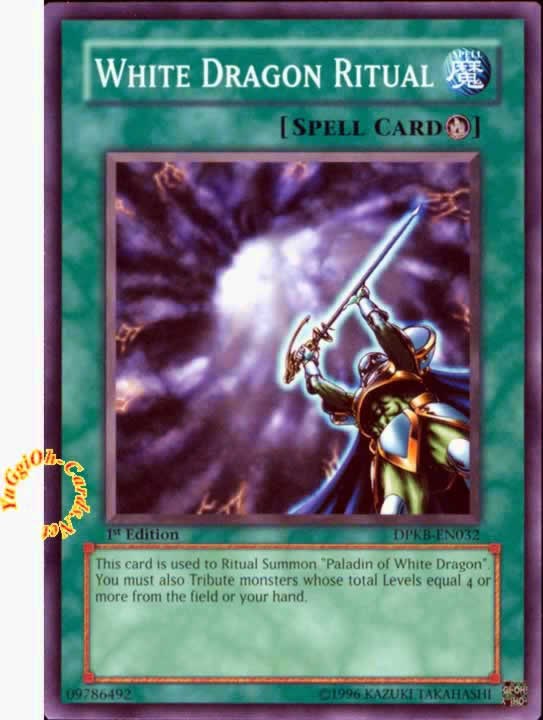 WHITE DRAGON RITUAL
SPELL
魔
[SPELL CARD]
1st Edition
DPKB-EN032
This card is used to Ritual Summon "Paladin of White Dragon".
You must also Tribute monsters whose total Levels equal 4 or
more from the field or your hand.
09786492
©1996 KAZUKI TAKAHASHI
YuGgiOh-Cards.Net